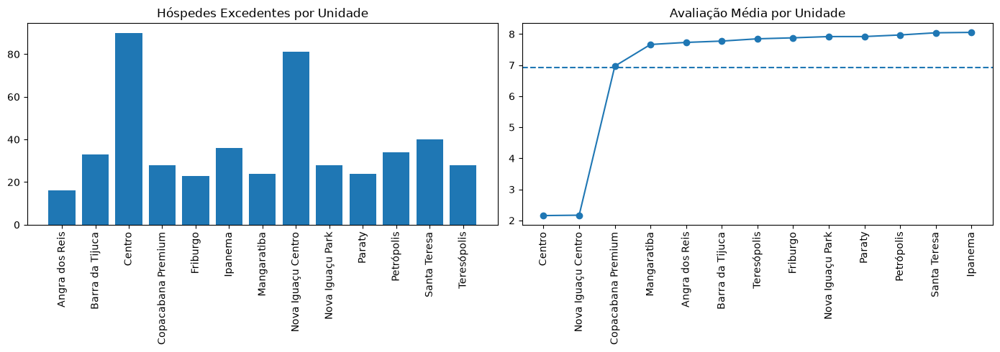 Hóspedes Excedentes por Unidade
80
60
40
20
0
Angra dos Reis
Barra da Tijuca
Centro
Copacabana Premium
Friburgo
Ipanema
Mangaratiba
Nova Iguaçu Centro
Nova Iguaçu Park
Paraty
Petrópolis
Santa Teresa
Teresópolis
Avaliação Média por Unidade
8
7
6
5
4
3
2
Centro
Nova Iguaçu Centro
Copacabana Premium
Mangaratiba
Angra dos Reis
Barra da Tijuca
Teresópolis
Friburgo
Nova Iguaçu Park
Paraty
Petrópolis
Santa Teresa
Ipanema